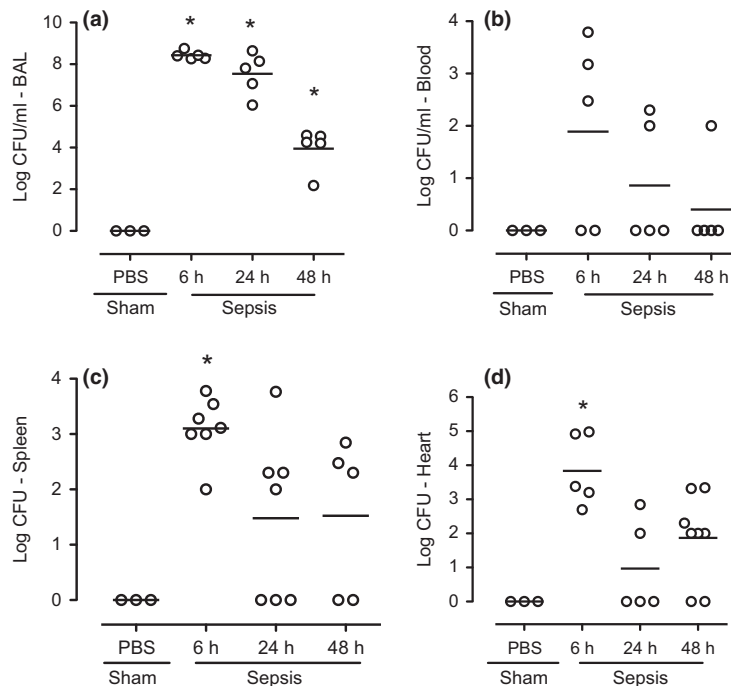 (a)
Log CFU/ml - BAL
10
8
6
4
2
0
* * *
PBS 6 h 24 h 48 h
Sham Sepsis
(b)
Log CFU/ml - Blood
4
3
2
1
0
PBS 6 h 24 h 48 h
Sham Sepsis
(c)
Log CFU - Spleen
4
3
2
1
0
*
PBS 6 h 24 h 48 h
Sham Sepsis
(d)
Log CFU - Heart
6
5
4
3
2
1
0
*
PBS 6 h 24 h 48 h
Sham Sepsis